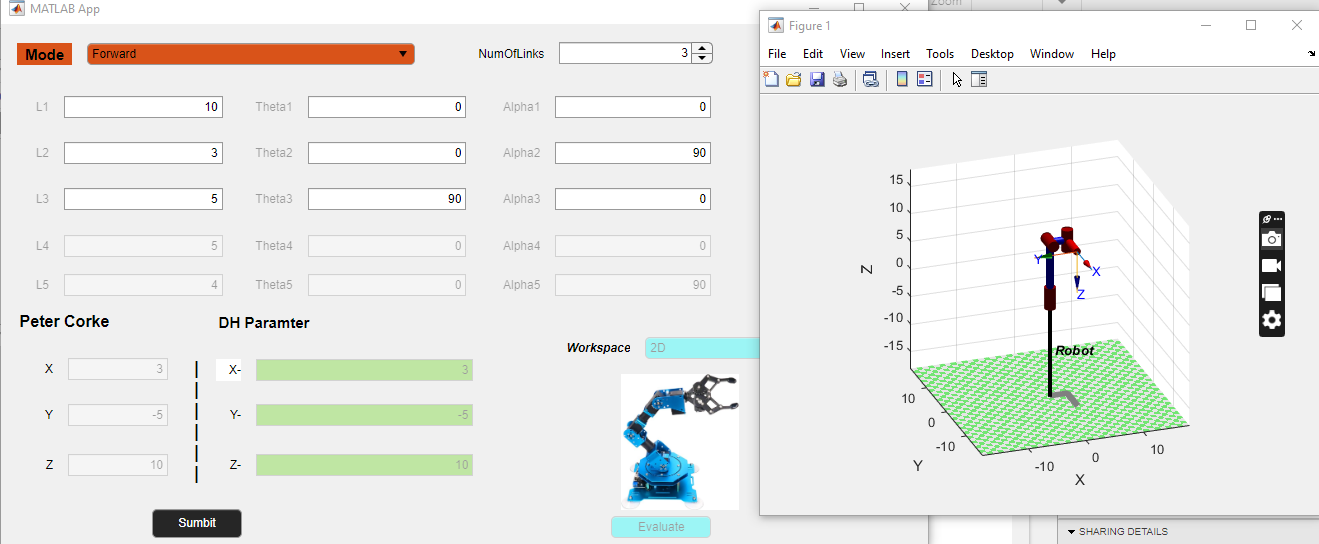 MATLAB App
Zoom
Mode Forward NumOfLinks 3
L1 10 Theta1 0 Alpha1 0
L2 3 Theta2 0 Alpha2 90
L3 5 Theta3 90 Alpha3 0
L4 5 Theta4 0 Alpha4 0
L5 4 Theta5 0 Alpha5 90
Peter Corke DH Paramter
Workspace 2D
X 3 X- 3
Y -5 Y- -5
Z 10 Z- 10
Sumbit
Evaluate
Figure 1
File Edit View Insert Tools Desktop Window Help
15
10
5
0
-5
-10
-15
Z
Y
X
Z
Robot
10
0
-10
Y
-10
0
10
X
SHARING DETAILS